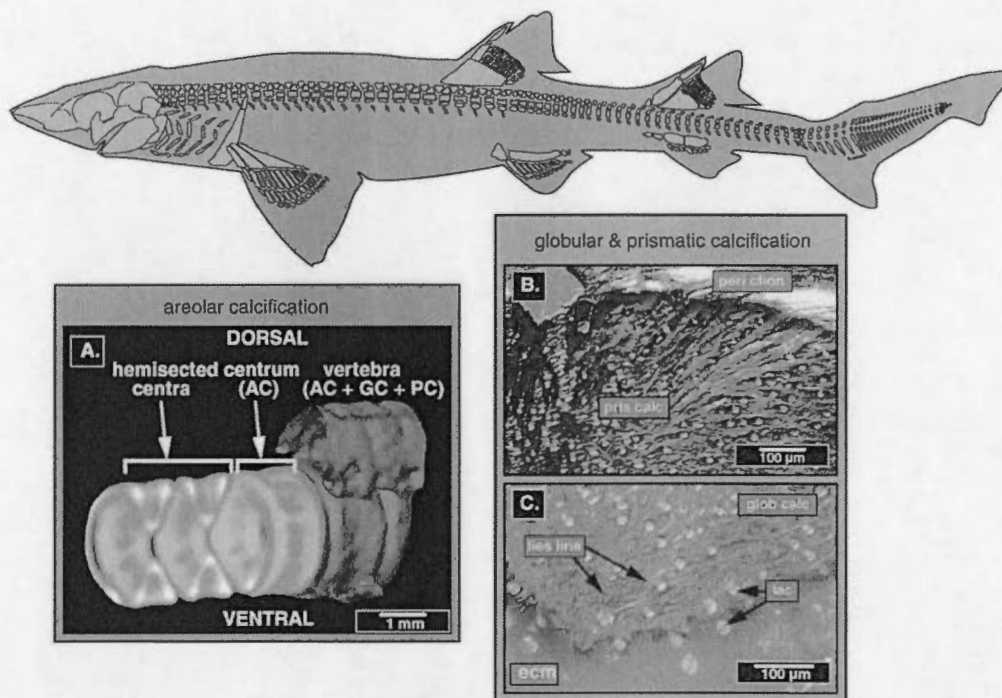 globular & prismatic calcification
B.
peri chon
pris calc
100 µm
C.
glob calc
lies line
lac
ecm
100 µm
areolar calcification
A.
DORSAL
hemisected centrum vertebra
centra (AC) (AC + GC + PC)
VENTRAL
1 mm